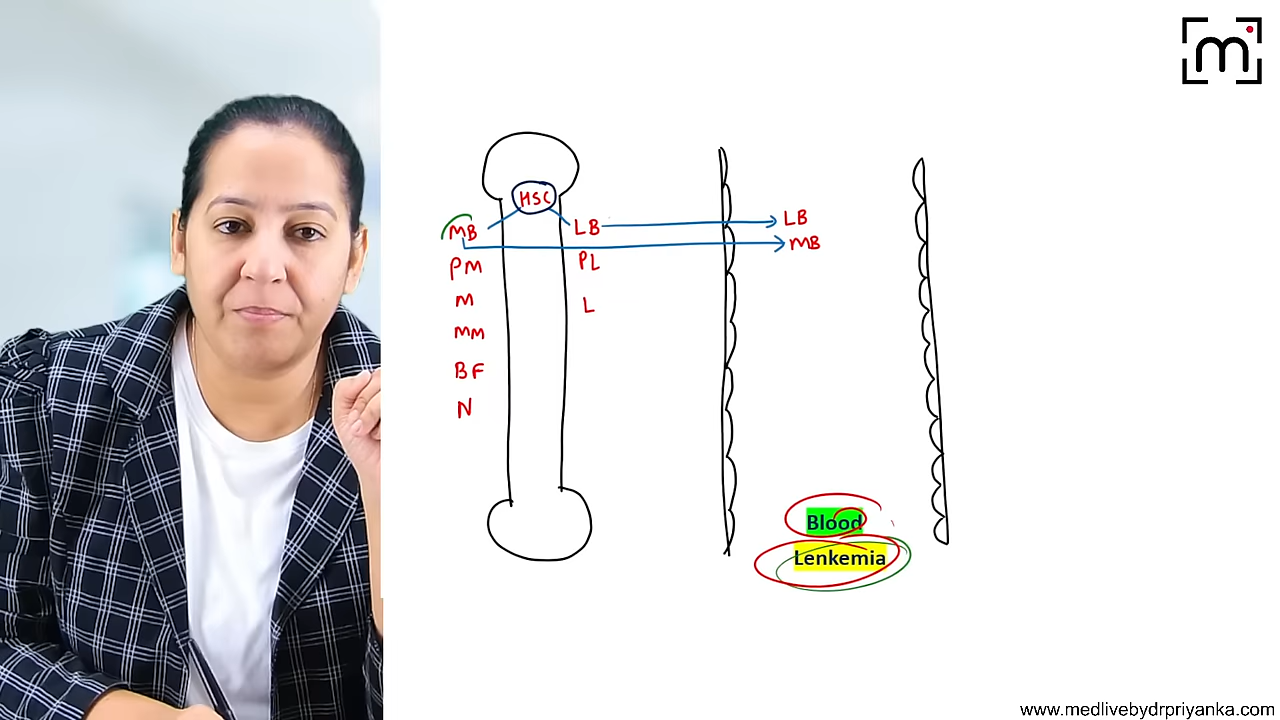 m
HSC
MB
LB
LB
MB
PM
PL
M
L
MM
BF
N
Blood
Lenkemia
www.medlivebydrpriyanka.com